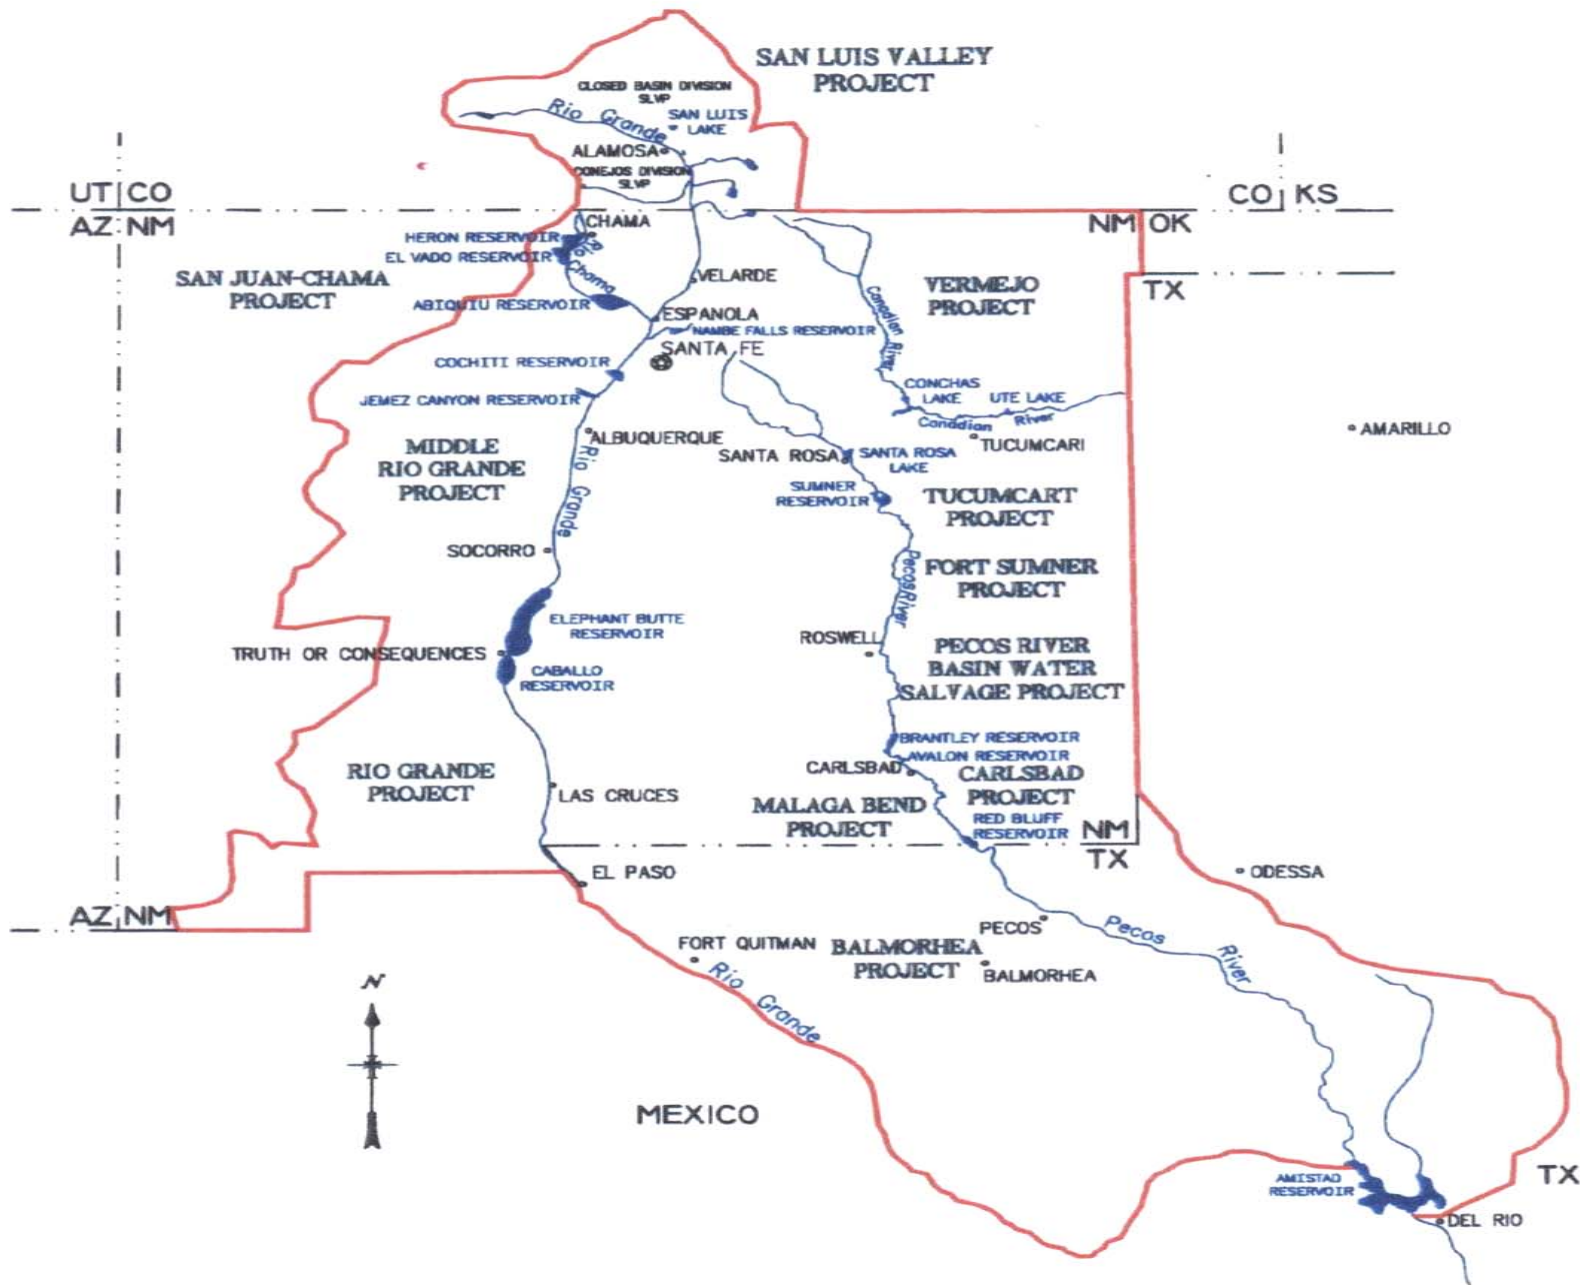 SAN LUIS VALLEY
PROJECT
CLOSED BASIN DIVISION
SLVP
Rio Grande
SAN LUIS
LAKE
ALAMOSA
CONEJOS DIVISION
SLVP
UT CO
CO KS
AZ NM
NM OK
CHAMA
HERON RESERVOIR
EL VADO RESERVOIR
Rio Chama
SAN JUAN-CHAMA
PROJECT
VELARDE
VERMEJO
PROJECT
TX
ABIQUIU RESERVOIR
ESPANOLA
NAMBE FALLS RESERVOIR
Canadian River
SANTA FE
COCHITI RESERVOIR
CONCHAS
LAKE
UTE LAKE
JEMEZ CANYON RESERVOIR
Canadian River
AMARILLO
ALBUQUERQUE
TUCUMCARI
MIDDLE
RIO GRANDE
PROJECT
Rio Grande
SANTA ROSA
SANTA ROSA
LAKE
SUMNER
RESERVOIR
TUCUMCART
PROJECT
SOCORRO
Pecos River
FORT SUMNER
PROJECT
ELEPHANT BUTTE
RESERVOIR
ROSWELL
PECOS RIVER
BASIN WATER
SALVAGE PROJECT
TRUTH OR CONSEQUENCES
CABALLO
RESERVOIR
BRANTLEY RESERVOIR
AVALON RESERVOIR
CARLSBAD
CARLSBAD
PROJECT
RIO GRANDE
PROJECT
LAS CRUCES
MALAGA BEND
PROJECT
RED BLUFF
RESERVOIR
NM
TX
EL PASO
ODESSA
AZ NM
PECOS
Pecos River
FORT QUITMAN
BALMORHEA
PROJECT
BALMORHEA
Rio Grande
N
MEXICO
AMISTAD
RESERVOIR
TX
DEL RIO